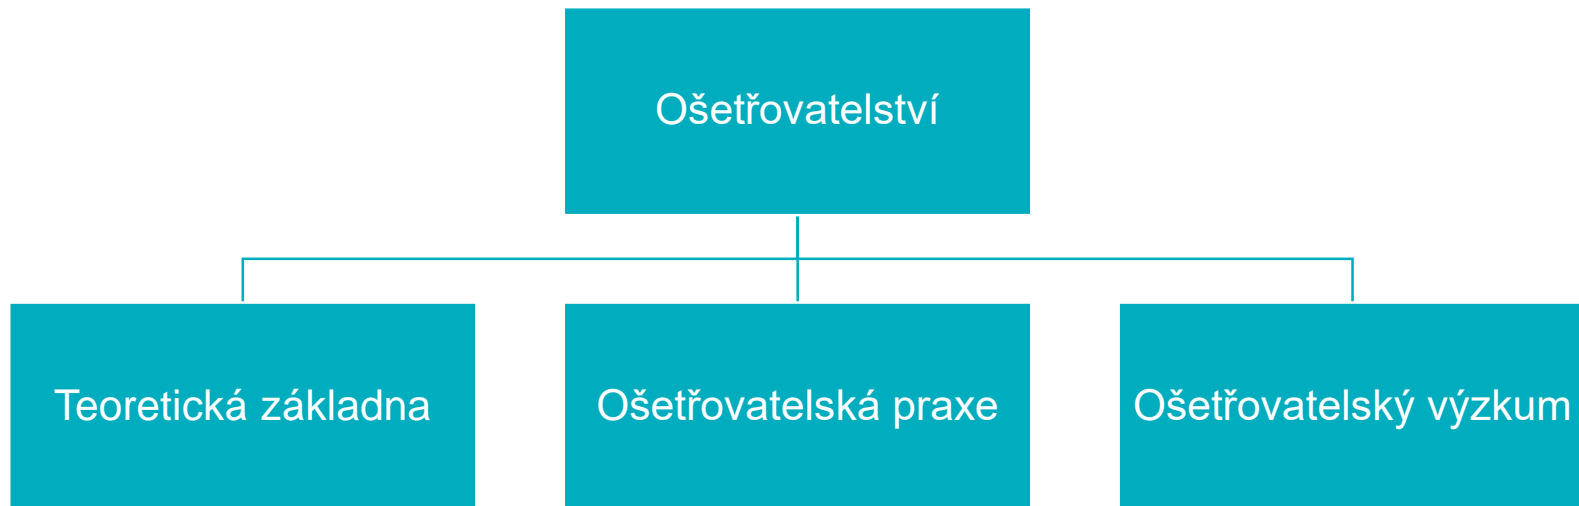 Ošetřovatelství
Teoretická základna
Ošetřovatelská praxe
Ošetřovatelský výzkum